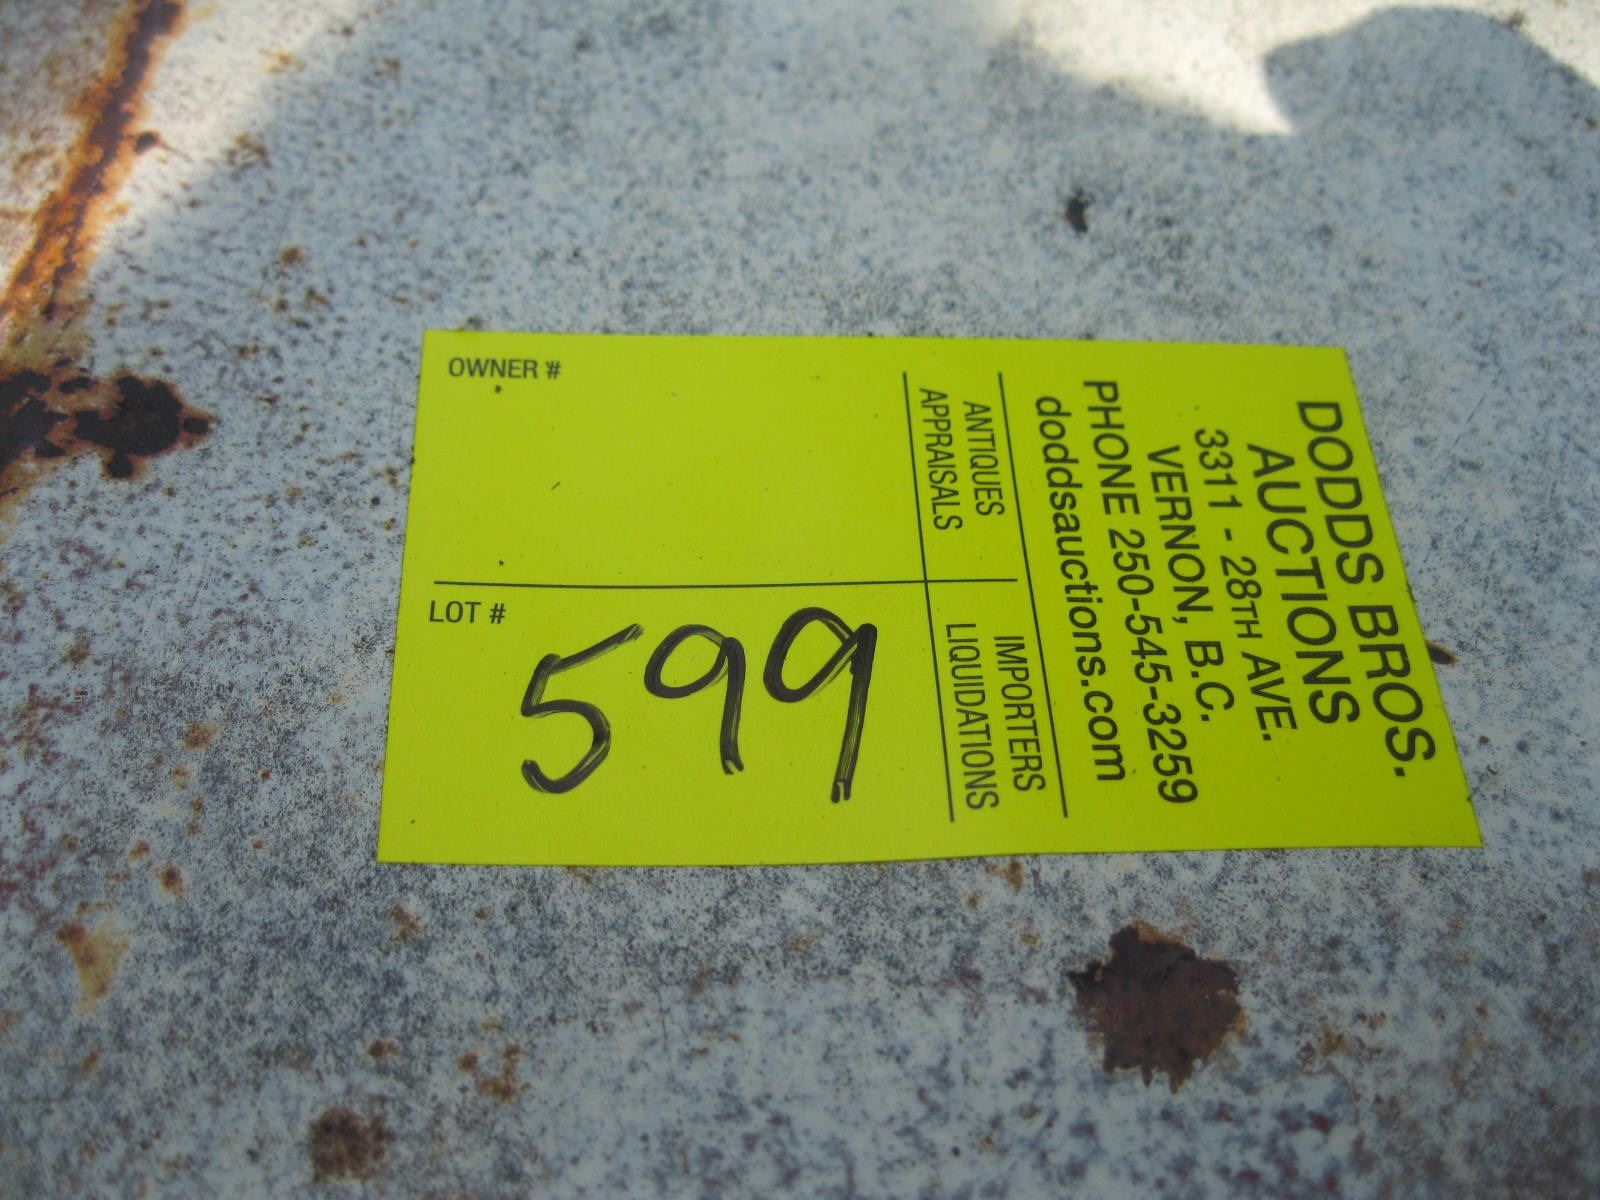 DODDS BROS.
AUCTIONS
3311 - 28TH AVE.
VERNON, B.C.
PHONE 250-545-3259
doddsauctions.com
ANTIQUES
APPRAISALS
IMPORTERS
LIQUIDATIONS
OWNER #
LOT #
599